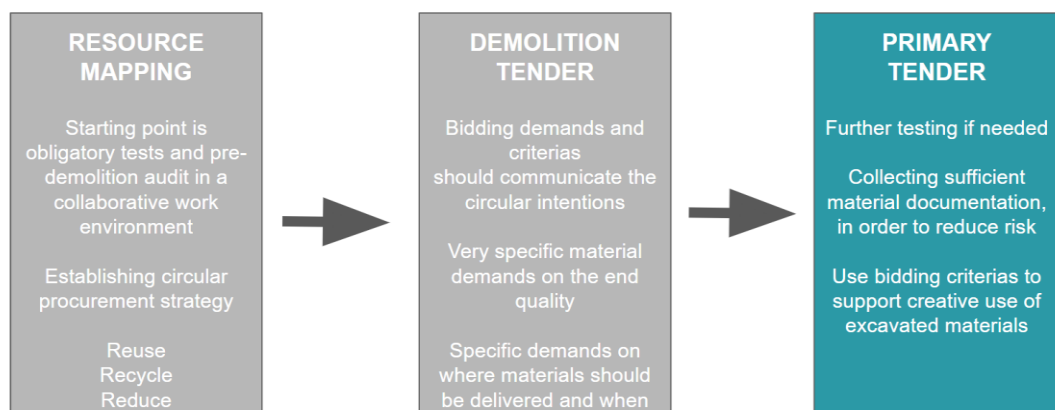 RESOURCE
MAPPING
Starting point is
obligatory tests and pre-
demolition audit in a
collaborative work
environment
Establishing circular
procurement strategy
Reuse
Recycle
Reduce
DEMOLITION
TENDER
Bidding demands and
criterias
should communicate the
circular intentions
Very specific material
demands on the end
quality
Specific demands on
where materials should
be delivered and when
PRIMARY
TENDER
Further testing if needed
Collecting sufficient
material documentation,
in order to reduce risk
Use bidding criterias to
support creative use of
excavated materials